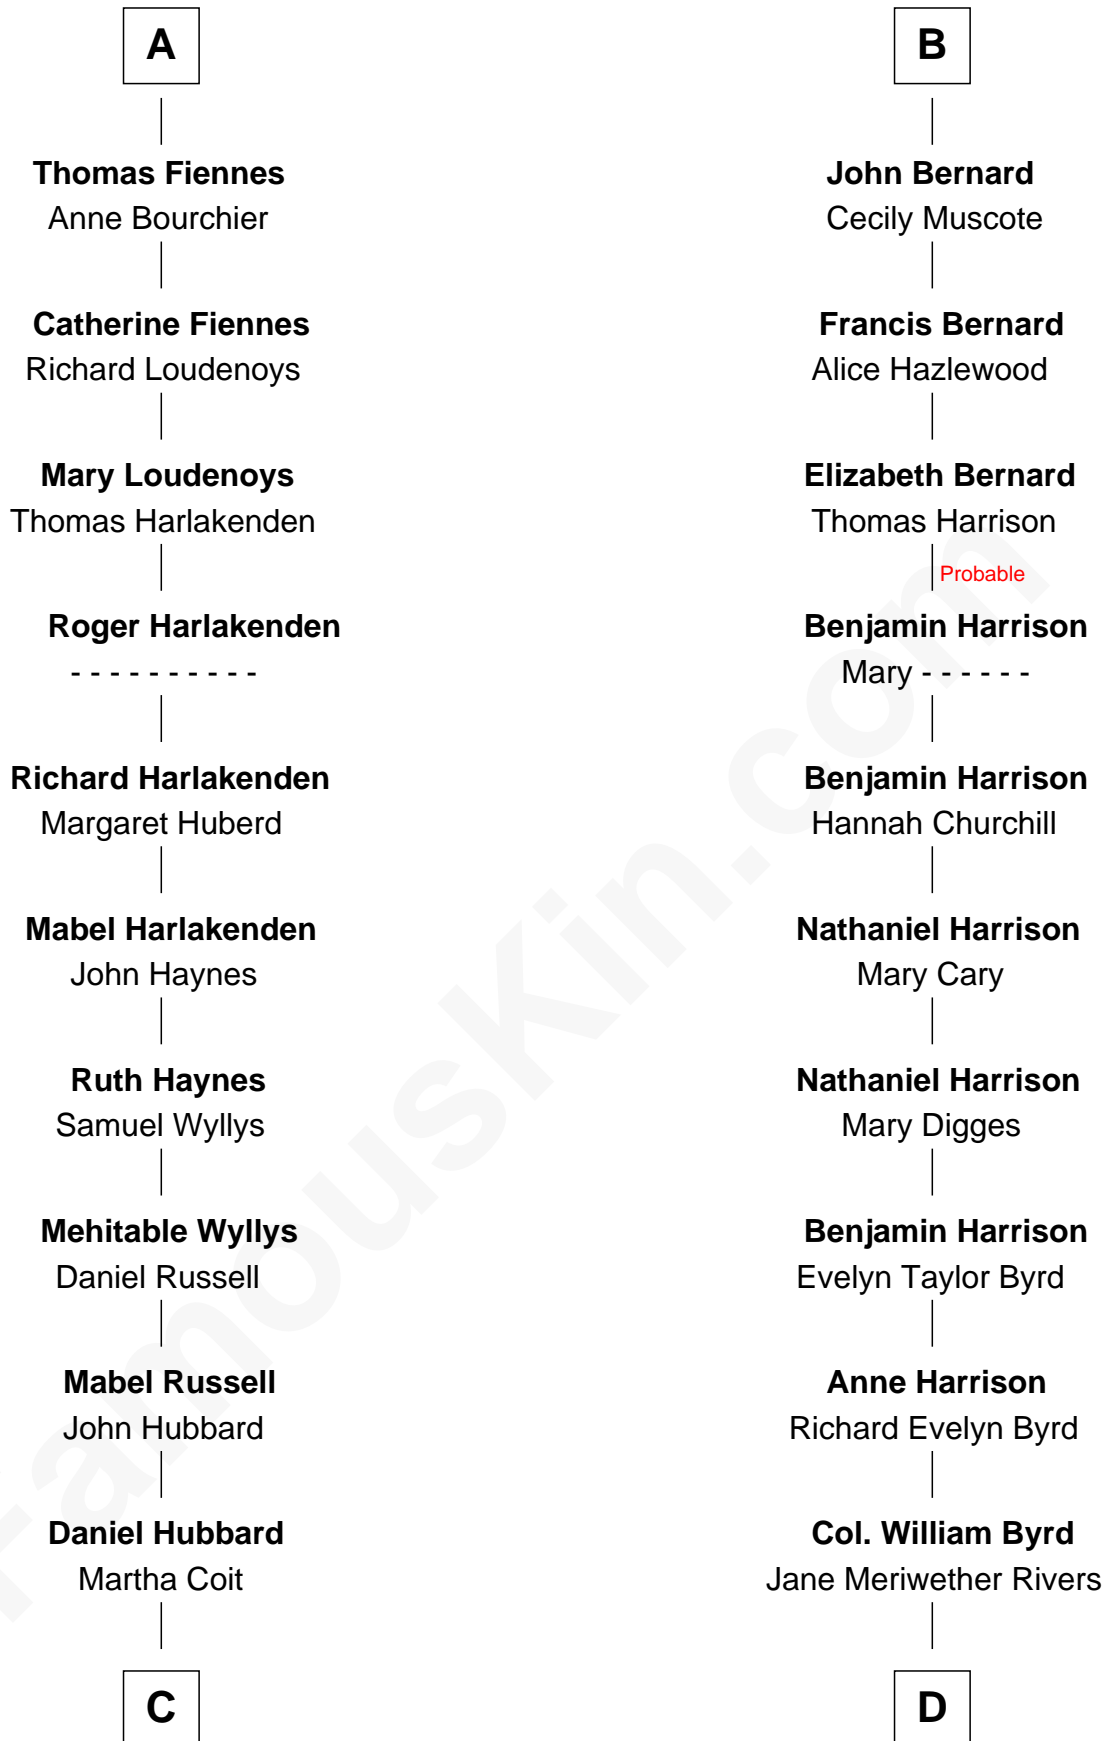 A
Thomas Fiennes
Anne Bourchier
Catherine Fiennes
Richard Loudenoys
Mary Loudenoys
Thomas Harlakenden
Roger Harlakenden
- - - - - - - - - -
Richard Harlakenden
Margaret Huberd
Mabel Harlakenden
John Haynes
Ruth Haynes
Samuel Wyllys
Mehitable Wyllys
Daniel Russell
Mabel Russell
John Hubbard
Daniel Hubbard
Martha Coit
C
B
John Bernard
Cecily Muscote
Francis Bernard
Alice Hazlewood
Elizabeth Bernard
Thomas Harrison
Probable
Benjamin Harrison
Mary - - - - - -
Benjamin Harrison
Hannah Churchill
Nathaniel Harrison
Mary Cary
Nathaniel Harrison
Mary Digges
Benjamin Harrison
Evelyn Taylor Byrd
Anne Harrison
Richard Evelyn Byrd
Col. William Byrd
Jane Meriwether Rivers
D
FamousKin.com